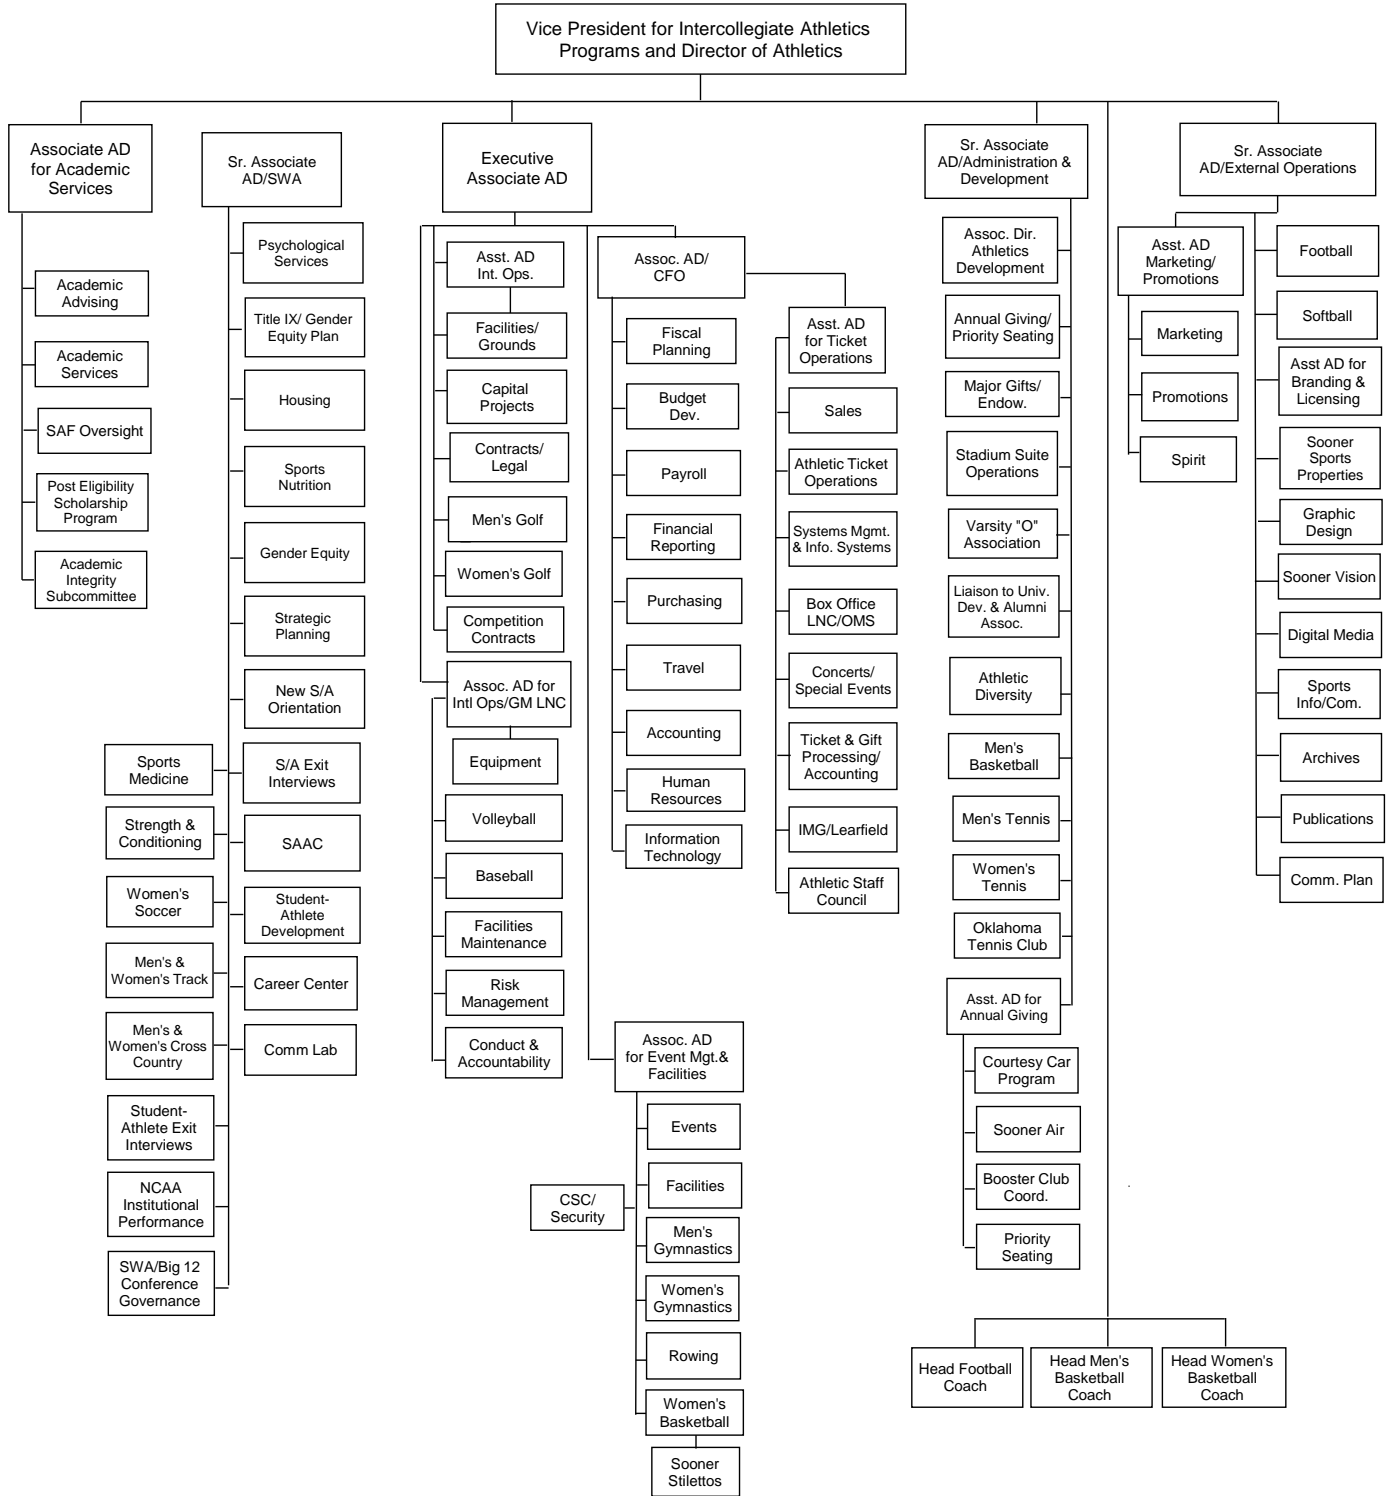 Vice President for Intercollegiate Athletics
Programs and Director of Athletics
Associate AD
for Academic
Services
Academic
Advising
Academic
Services
SAF Oversight
Post Eligibility
Scholarship
Program
Academic
Integrity
Subcommittee
Sr. Associate
AD/SWA
Psychological
Services
Title IX/ Gender
Equity Plan
Housing
Sports
Nutrition
Gender Equity
Strategic
Planning
New S/A
Orientation
Sports
Medicine
S/A Exit
Interviews
Strength &
Conditioning
SAAC
Women's
Soccer
Student-
Athlete
Development
Men's &
Women's Track
Career Center
Men's &
Women's Cross
Country
Comm Lab
Student-
Athlete Exit
Interviews
NCAA
Institutional
Performance
SWA/Big 12
Conference
Governance
Executive
Associate AD
Asst. AD
Int. Ops.
Facilities/
Grounds
Capital
Projects
Contracts/
Legal
Men's Golf
Women's Golf
Competition
Contracts
Assoc. AD for
Intl Ops/GM LNC
Equipment
Volleyball
Baseball
Facilities
Maintenance
Risk
Management
Conduct &
Accountability
Assoc. AD/
CFO
Fiscal
Planning
Budget
Dev.
Payroll
Financial
Reporting
Purchasing
Travel
Accounting
Human
Resources
Information
Technology
Asst. AD
for Ticket
Operations
Sales
Athletic Ticket
Operations
Systems Mgmt.
& Info. Systems
Box Office
LNC/OMS
Concerts/
Special Events
Ticket & Gift
Processing/
Accounting
IMG/Learfield
Athletic Staff
Council
Assoc. AD
for Event Mgt.&
Facilities
Events
Facilities
CSC/
Security
Men's
Gymnastics
Women's
Gymnastics
Rowing
Women's
Basketball
Sooner
Stilettos
Sr. Associate
AD/Administration &
Development
Assoc. Dir.
Athletics
Development
Annual Giving/
Priority Seating
Major Gifts/
Endow.
Stadium Suite
Operations
Varsity "O"
Association
Liaison to Univ.
Dev. & Alumni
Assoc.
Athletic
Diversity
Men's
Basketball
Men's Tennis
Women's
Tennis
Oklahoma
Tennis Club
Asst. AD for
Annual Giving
Courtesy Car
Program
Sooner Air
Booster Club
Coord.
Priority
Seating
Head Football
Coach
Head Men's
Basketball
Coach
Head Women's
Basketball
Coach
Sr. Associate
AD/External Operations
Asst. AD
Marketing/
Promotions
Marketing
Promotions
Spirit
Football
Softball
Asst AD for
Branding &
Licensing
Sooner
Sports
Properties
Graphic
Design
Sooner Vision
Digital Media
Sports
Info/Com.
Archives
Publications
Comm. Plan